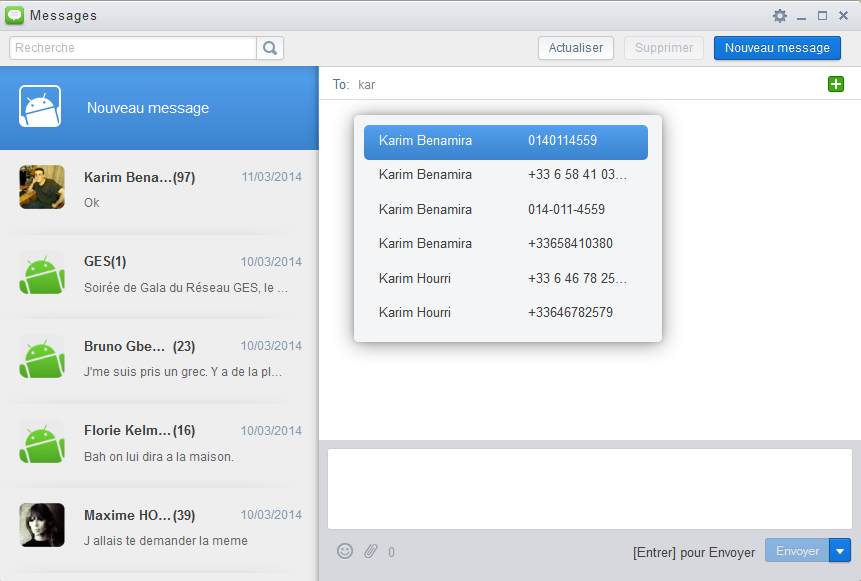 Messages
Recherche
Actualiser Supprimer Nouveau message
Nouveau message
To: kar
Karim Benamira 0140114559
Karim Benamira +33 6 58 41 03...
Karim Benamira 014-011-4559
Karim Benamira +33658410380
Karim Hourri +33 6 46 78 25...
Karim Hourri +33646782579
Karim Bena...(97) 11/03/2014
Ok
GES(1) 10/03/2014
Soirée de Gala du Réseau GES, le ...
Bruno Gbe... (23) 10/03/2014
J'me suis pris un grec. Y a de la pl...
Florie Kelm...(16) 10/03/2014
Bah on lui dira a la maison.
Maxime HO...(39) 10/03/2014
J allais te demander la meme
0 [Entrer] pour Envoyer Envoyer